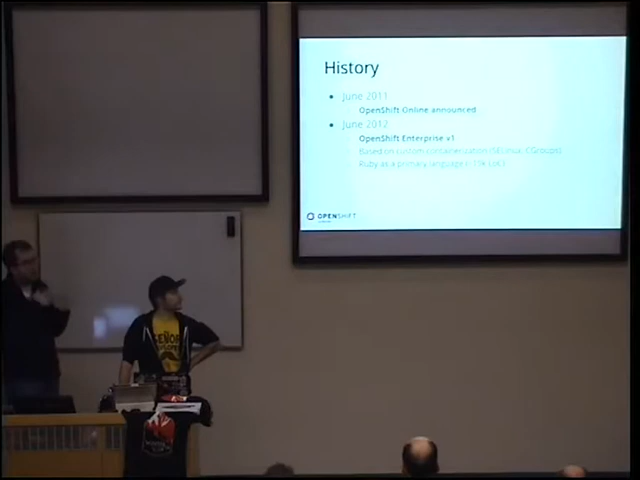 History
June 2011
OpenShift Online announced
June 2012
OpenShift Enterprise v1
Based on custom containerization (SELinux, CGroups)
Ruby as a primary language
OPENSHIFT
SEÑOR